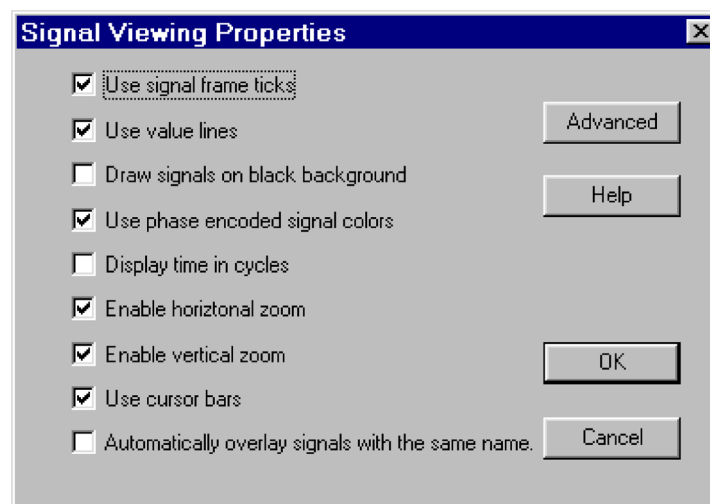 Signal Viewing Properties
Use signal frame ticks
Use value lines
Draw signals on black background
Use phase encoded signal colors
Display time in cycles
Enable horiztonal zoom
Enable vertical zoom
Use cursor bars
Automatically overlay signals with the same name.
Advanced
Help
OK
Cancel